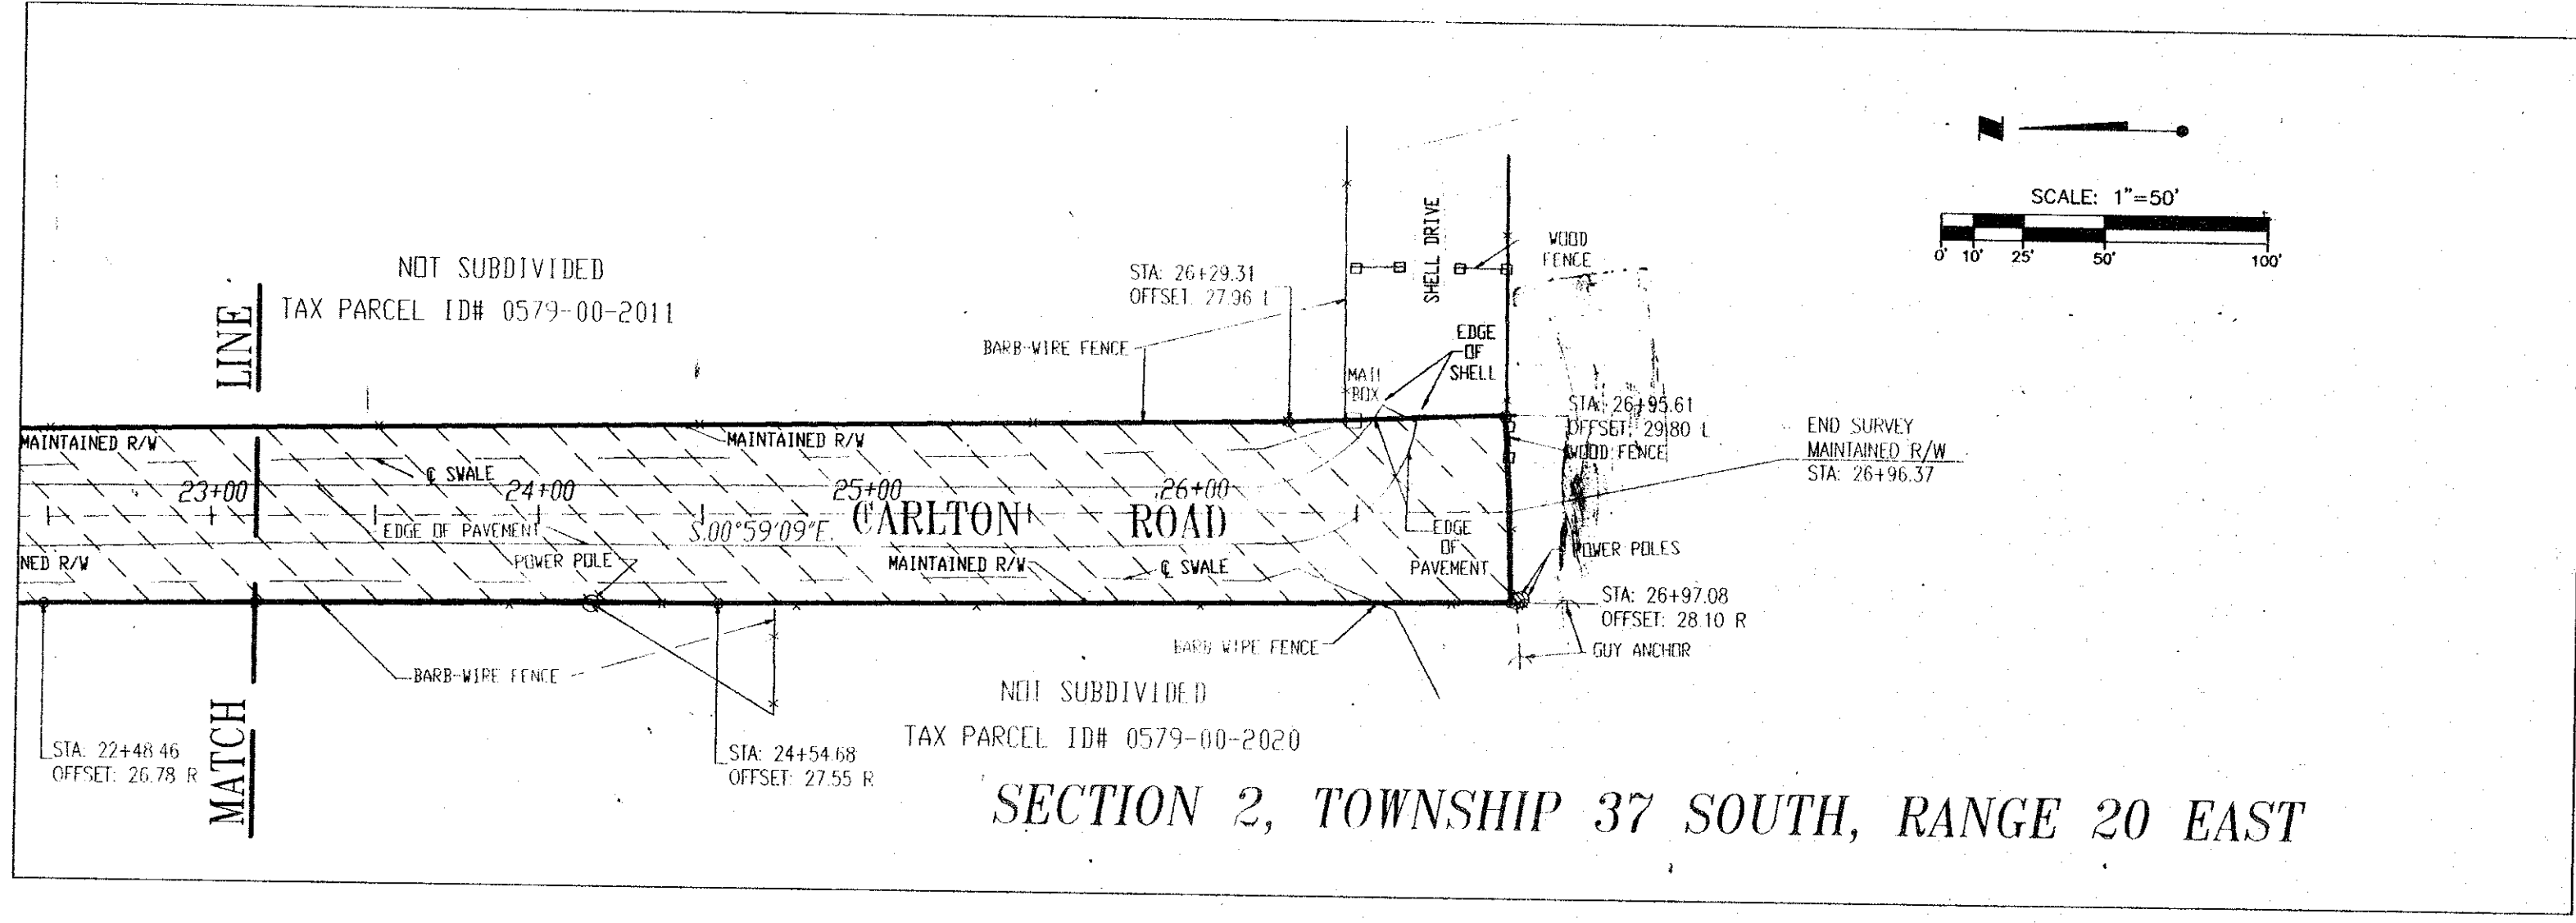 SCALE: 1"=50'
0' 10' 25' 50' 100'
NOT SUBDIVIDED
TAX PARCEL ID# 0579-00-2011
LINE
STA: 26+29.31
OFFSET: 27.96 L
SHELL DRIVE
WOOD
FENCE
BARB-WIRE FENCE
EDGE
OF
SHELL
MAIL
BOX
STA: 26+95.61
OFFSET: 29.80 L
WOOD FENCE
END SURVEY
MAINTAINED R/W
STA: 26+96.37
MAINTAINED R/W
MAINTAINED R/W
℄ SWALE
23+00
24+00
25+00
26+00
CARLTON ROAD
S.00°59'09"E.
EDGE OF PAVEMENT
POWER POLE
NED R/W
MAINTAINED R/W
℄ SWALE
EDGE
OF
PAVEMENT
POWER POLES
STA: 26+97.08
OFFSET: 28.10 R
GUY ANCHOR
BARB WIRE FENCE
BARB-WIRE FENCE
NOT SUBDIVIDED
TAX PARCEL ID# 0579-00-2020
MATCH
STA: 22+48.46
OFFSET: 26.78 R
STA: 24+54.68
OFFSET: 27.55 R
SECTION 2, TOWNSHIP 37 SOUTH, RANGE 20 EAST